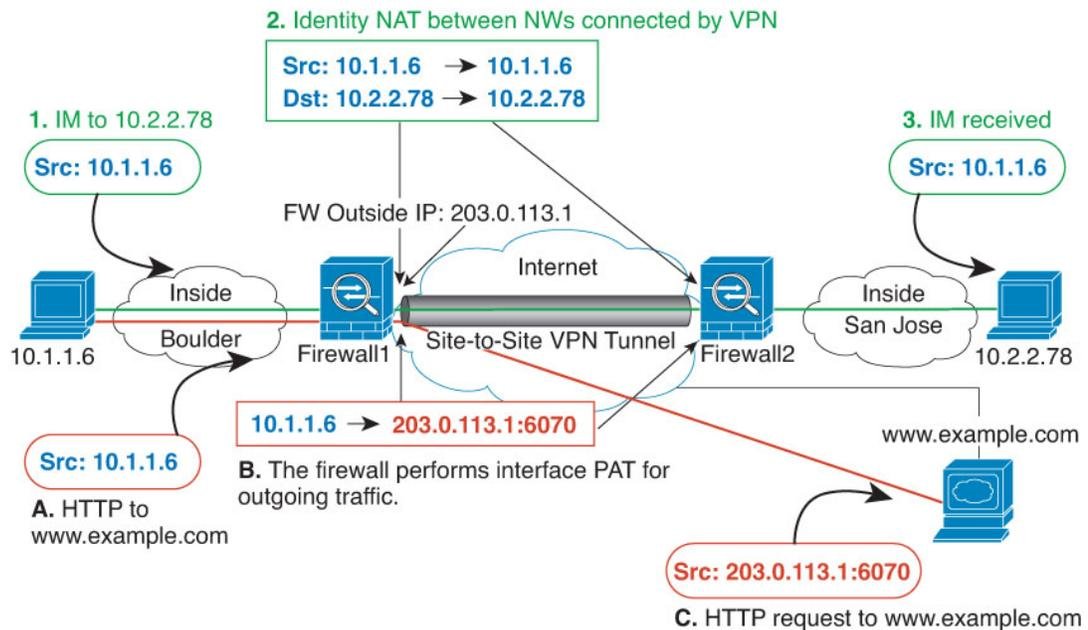 2. Identity NAT between NWs connected by VPN
Src: 10.1.1.6 → 10.1.1.6
Dst: 10.2.2.78 → 10.2.2.78
1. IM to 10.2.2.78
Src: 10.1.1.6
3. IM received
Src: 10.1.1.6
FW Outside IP: 203.0.113.1
Internet
Inside
Boulder
Inside
San Jose
10.1.1.6
Firewall1
Site-to-Site VPN Tunnel
Firewall2
10.2.2.78
10.1.1.6 → 203.0.113.1:6070
www.example.com
Src: 10.1.1.6
B. The firewall performs interface PAT for
outgoing traffic.
A. HTTP to
www.example.com
Src: 203.0.113.1:6070
C. HTTP request to www.example.com